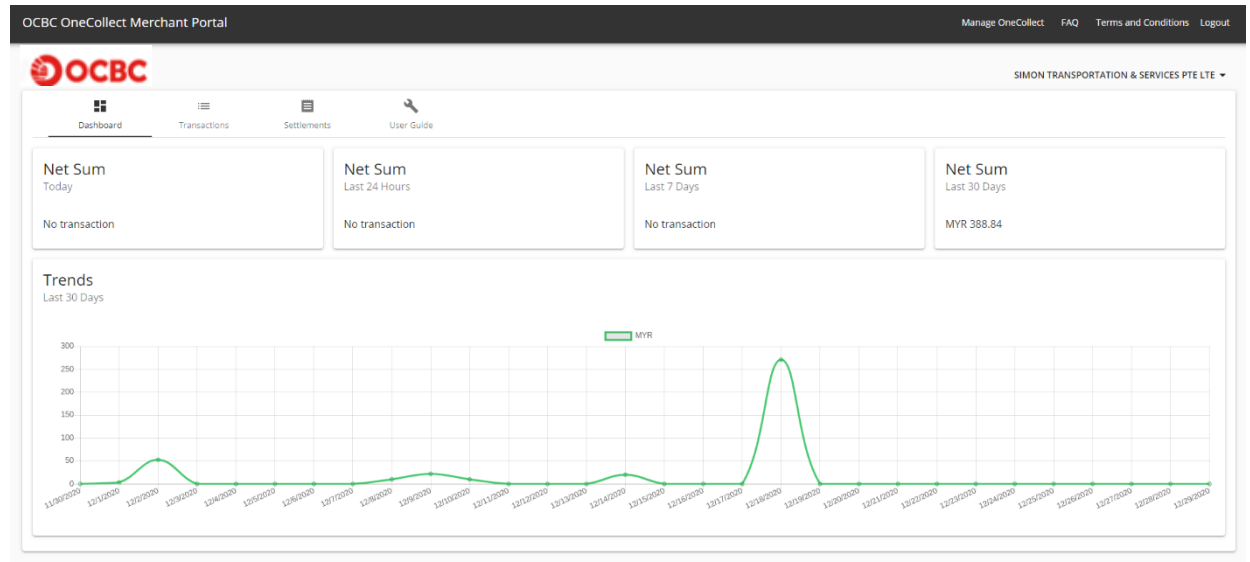 OCBC OneCollect Merchant Portal Manage OneCollect FAQ Terms and Conditions Logout
OCBC
SIMON TRANSPORTATION & SERVICES PTE LTE
Dashboard Transactions Settlements User Guide
Net Sum
Today
No transaction
Net Sum
Last 24 Hours
No transaction
Net Sum
Last 7 Days
No transaction
Net Sum
Last 30 Days
MYR 388.84
Trends
Last 30 Days
MYR
300
250
200
150
100
50
0
11/30/2020 12/1/2020 12/2/2020 12/3/2020 12/4/2020 12/5/2020 12/6/2020 12/7/2020 12/8/2020 12/9/2020 12/10/2020 12/11/2020 12/12/2020 12/13/2020 12/14/2020 12/15/2020 12/16/2020 12/17/2020 12/18/2020 12/19/2020 12/20/2020 12/21/2020 12/22/2020 12/23/2020 12/24/2020 12/25/2020 12/26/2020 12/27/2020 12/28/2020 12/29/2020